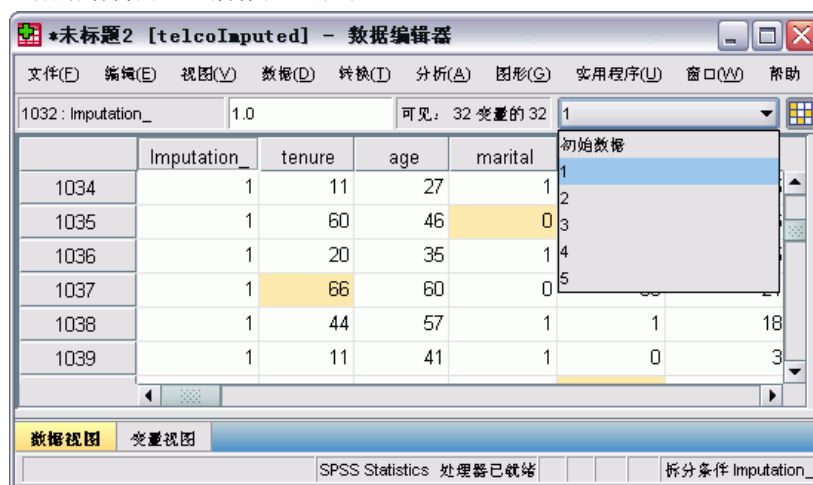 *未标题2 [telcoImputed] - 数据编辑器
文件(F) 编辑(E) 视图(V) 数据(D) 转换(T) 分析(A) 图形(G) 实用程序(U) 窗口(W) 帮助
1032 : Imputation_ 1.0 可见: 32 变量的 32 1
初始数据
1
2
3
4
5
Imputation_ tenure age marital
1034 1 11 27 1
1035 1 60 46 0
1036 1 20 35 1
1037 1 66 60 0
1038 1 44 57 1 1 18
1039 1 11 41 1 0 3
数据视图 变量视图
SPSS Statistics 处理器已就绪 拆分条件 Imputation_